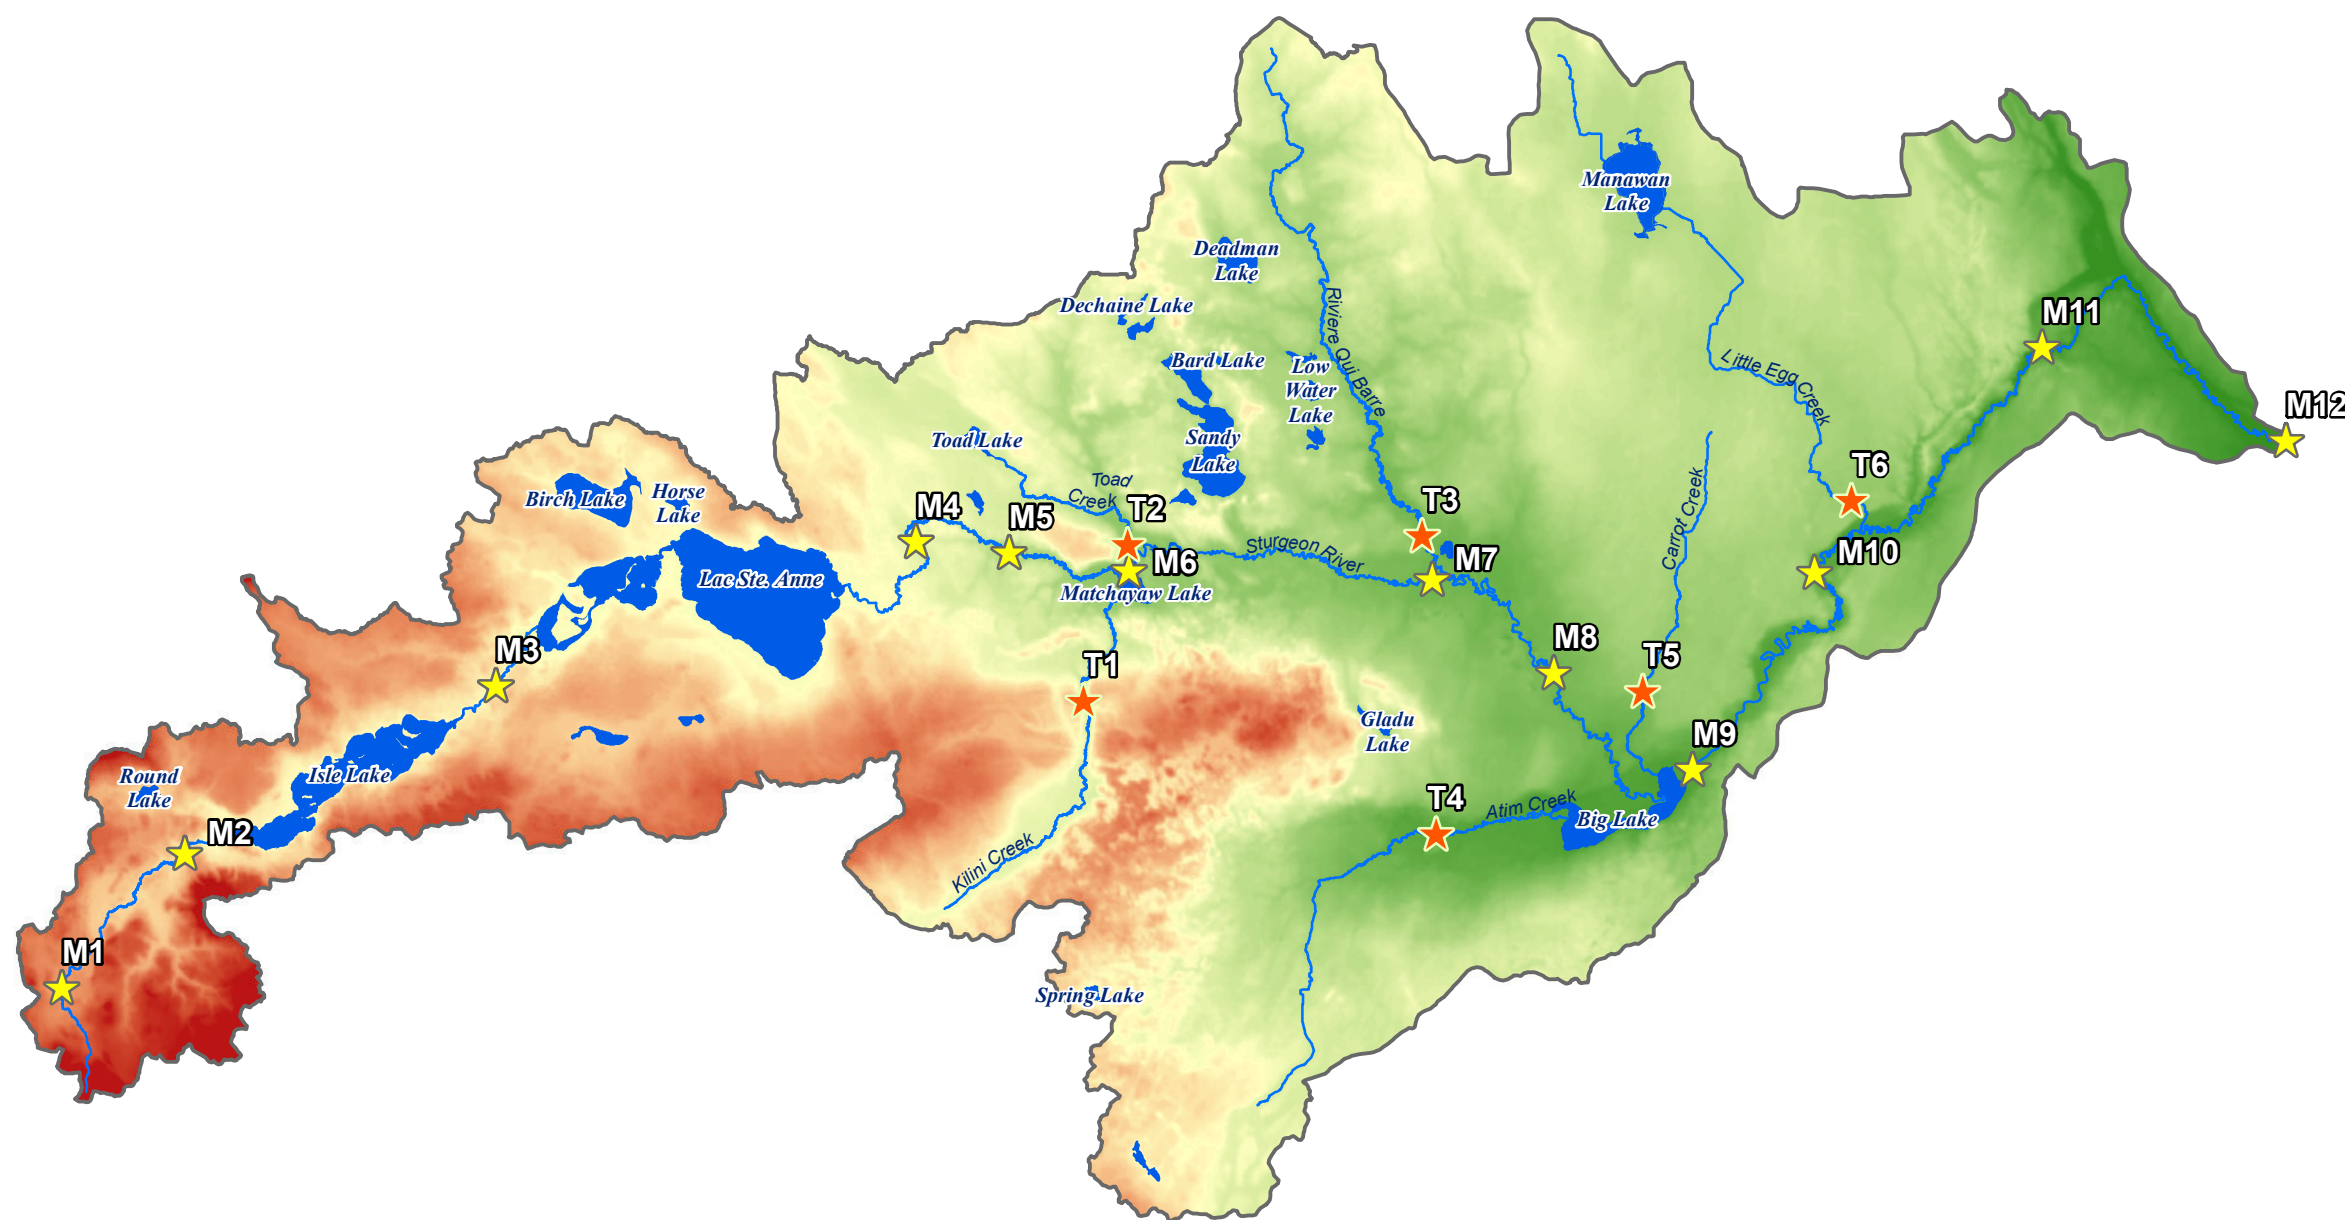 Manawan
Lake
Deadman
Lake
Dechaine Lake
Riviere Qui Barre
M11
Bard Lake
Low
Water
Lake
Little Egg Creek
M12
Toad Lake
Sandy
Lake
Birch Lake
Horse
Lake
Toad
Creek
T6
M4
M5
T2
T3
Carrot Creek
Sturgeon River
M6
M7
M10
Lac Ste. Anne
Matchayaw Lake
M3
T1
M8
T5
Gladu
Lake
M9
Round
Lake
Isle Lake
T4
Atim Creek
Big Lake
M2
Kilini Creek
M1
Spring Lake